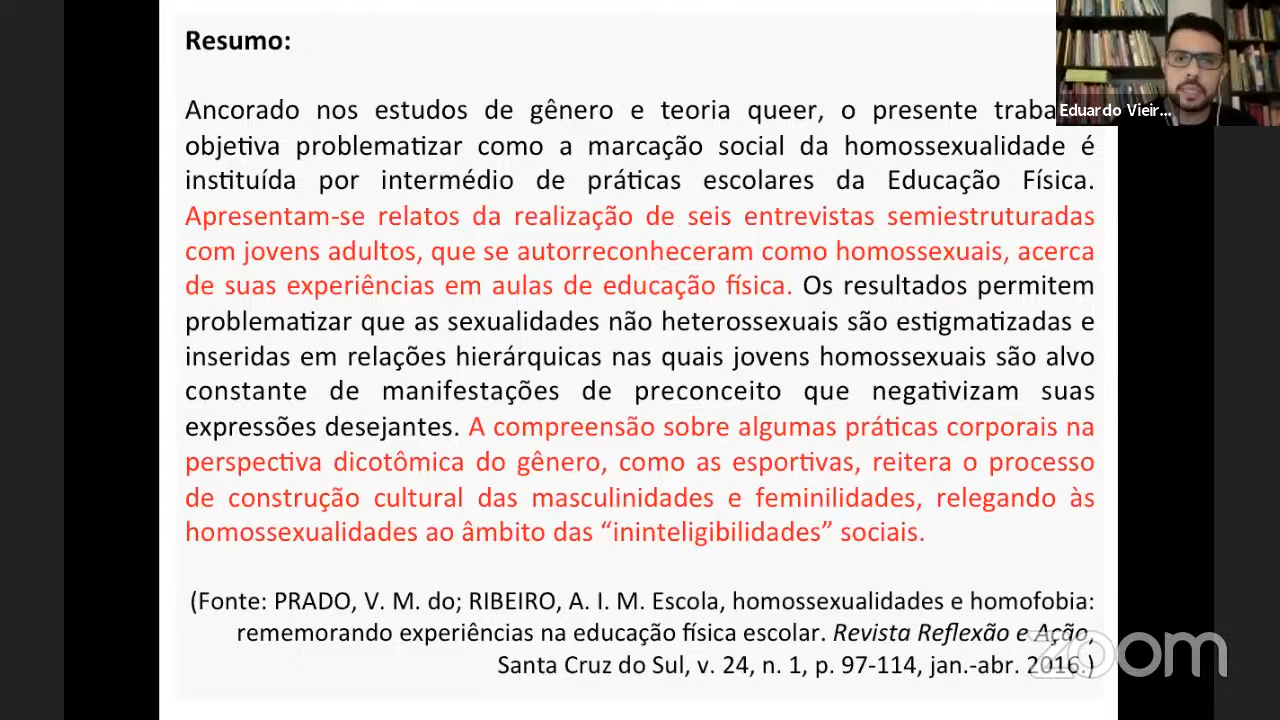 Resumo:
Ancorado nos estudos de gênero e teoria queer, o presente traba
objetiva problematizar como a marcação social da homossexualidade é
instituída por intermédio de práticas escolares da Educação Física.
Apresentam-se relatos da realização de seis entrevistas semiestruturadas
com jovens adultos, que se autorreconheceram como homossexuais, acerca
de suas experiências em aulas de educação física. Os resultados permitem
problematizar que as sexualidades não heterossexuais são estigmatizadas e
inseridas em relações hierárquicas nas quais jovens homossexuais são alvo
constante de manifestações de preconceito que negativizam suas
expressões desejantes. A compreensão sobre algumas práticas corporais na
perspectiva dicotômica do gênero, como as esportivas, reitera o processo
de construção cultural das masculinidades e feminilidades, relegando às
homossexualidades ao âmbito das “ininteligibilidades” sociais.
(Fonte: PRADO, V. M. do; RIBEIRO, A. I. M. Escola, homossexualidades e homofobia:
rememorando experiências na educação física escolar. Revista Reflexão e Ação,
Santa Cruz do Sul, v. 24, n. 1, p. 97-114, jan.-abr. 2016.)
Eduardo Vieir...
zoom